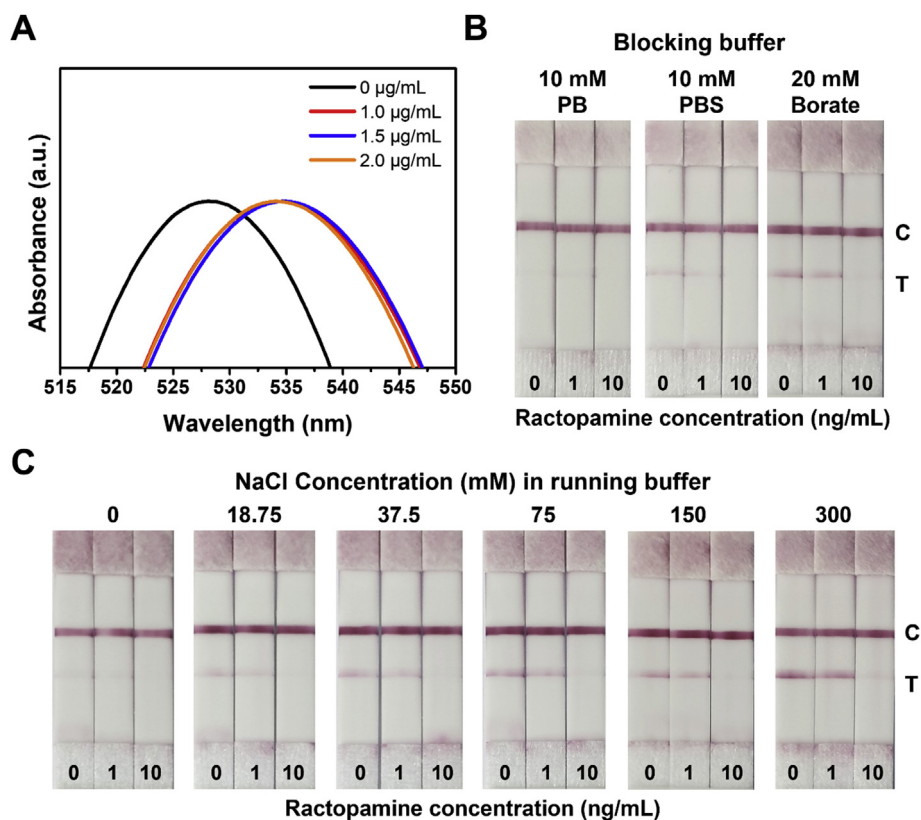 A
Absorbance (a.u.)
0 µg/mL
1.0 µg/mL
1.5 µg/mL
2.0 µg/mL
515 520 525 530 535 540 545 550
Wavelength (nm)
B
Blocking buffer
10 mM PB
10 mM PBS
20 mM Borate
C
T
0 1 10 0 1 10 0 1 10
Ractopamine concentration (ng/mL)
C
NaCl Concentration (mM) in running buffer
0 18.75 37.5 75 150 300
C
T
0 1 10 0 1 10 0 1 10 0 1 10 0 1 10 0 1 10
Ractopamine concentration (ng/mL)